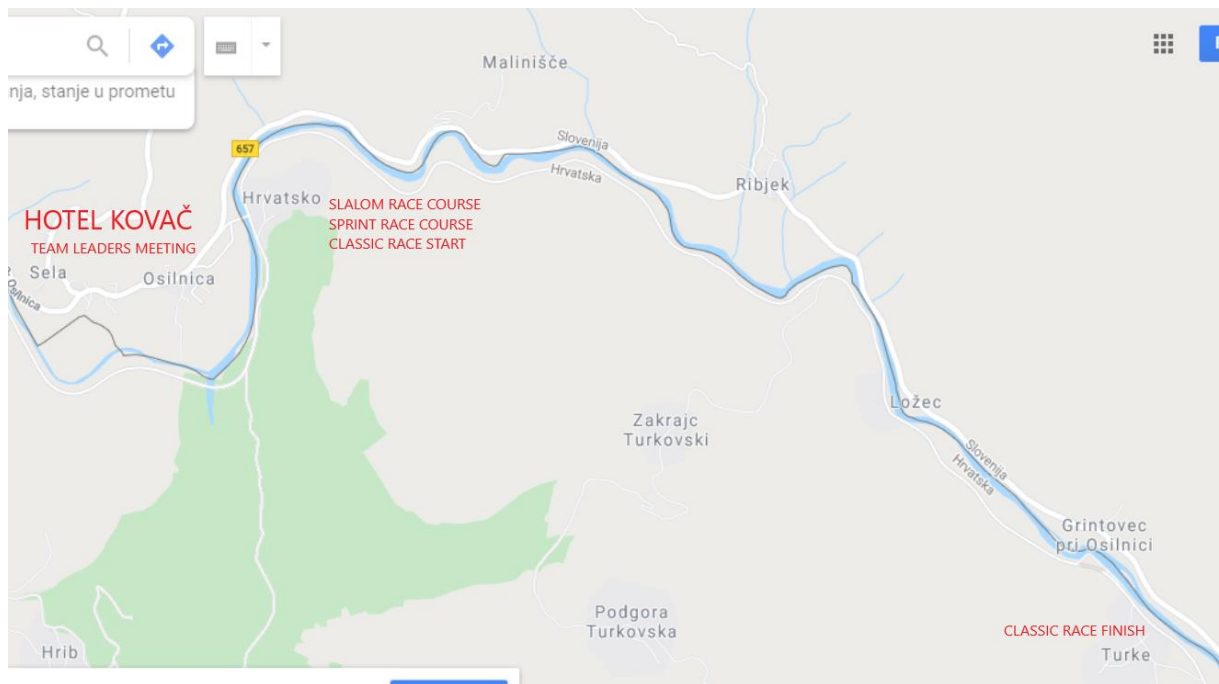 nja, stanje u prometu
Malinišče
657
Slovenija
Hrvatska
Ribjek
Hrvatsko
SLALOM RACE COURSE
SPRINT RACE COURSE
CLASSIC RACE START
HOTEL KOVAČ
TEAM LEADERS MEETING
Sela
Osilnica
Osilnica
Ložec
Zakrajc
Turkovski
Slovenija
Hrvatska
Grintovec
pri Osilnici
Podgora
Turkovska
CLASSIC RACE FINISH
Hrib
Turke